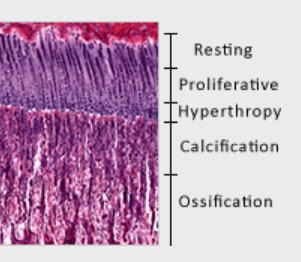 Resting
Proliferative
Hyperthropy
Calcification
Ossification